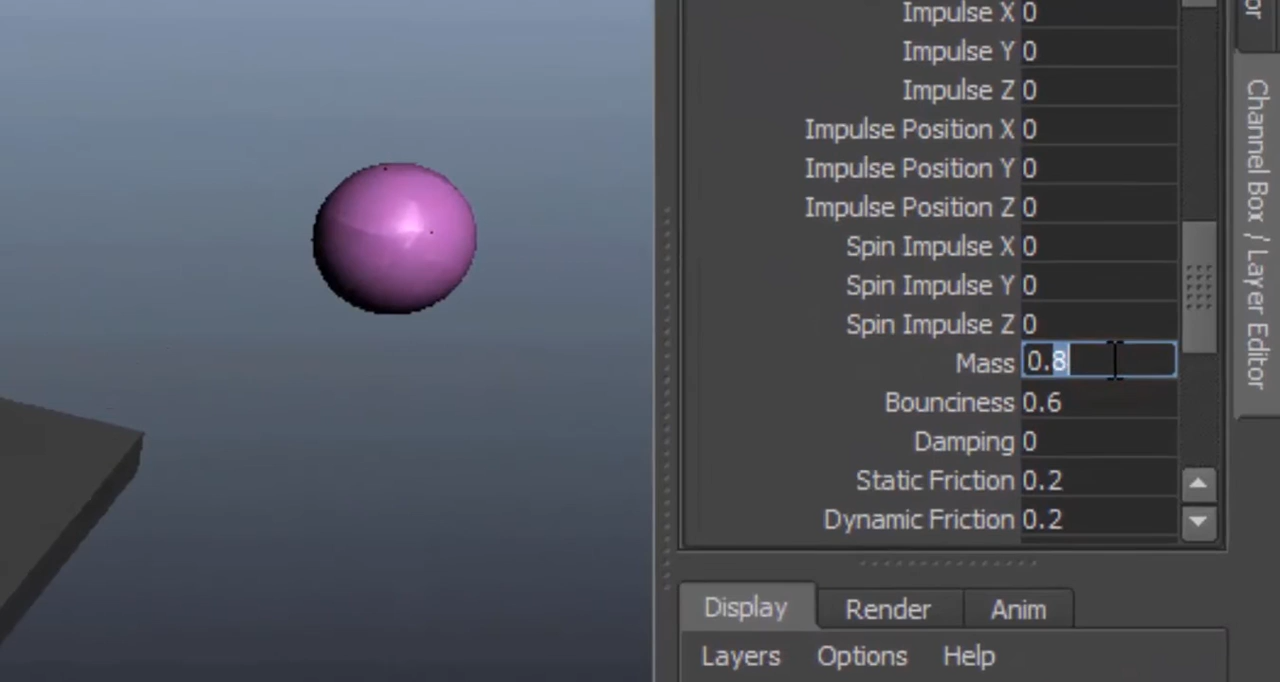 or
Impulse X 0
Impulse Y 0
Impulse Z 0
Impulse Position X 0
Impulse Position Y 0
Impulse Position Z 0
Spin Impulse X 0
Spin Impulse Y 0
Spin Impulse Z 0
Mass 0.8
Bounciness 0.6
Damping 0
Static Friction 0.2
Dynamic Friction 0.2
Channel Box / Layer Editor
Display Render Anim
Layers Options Help